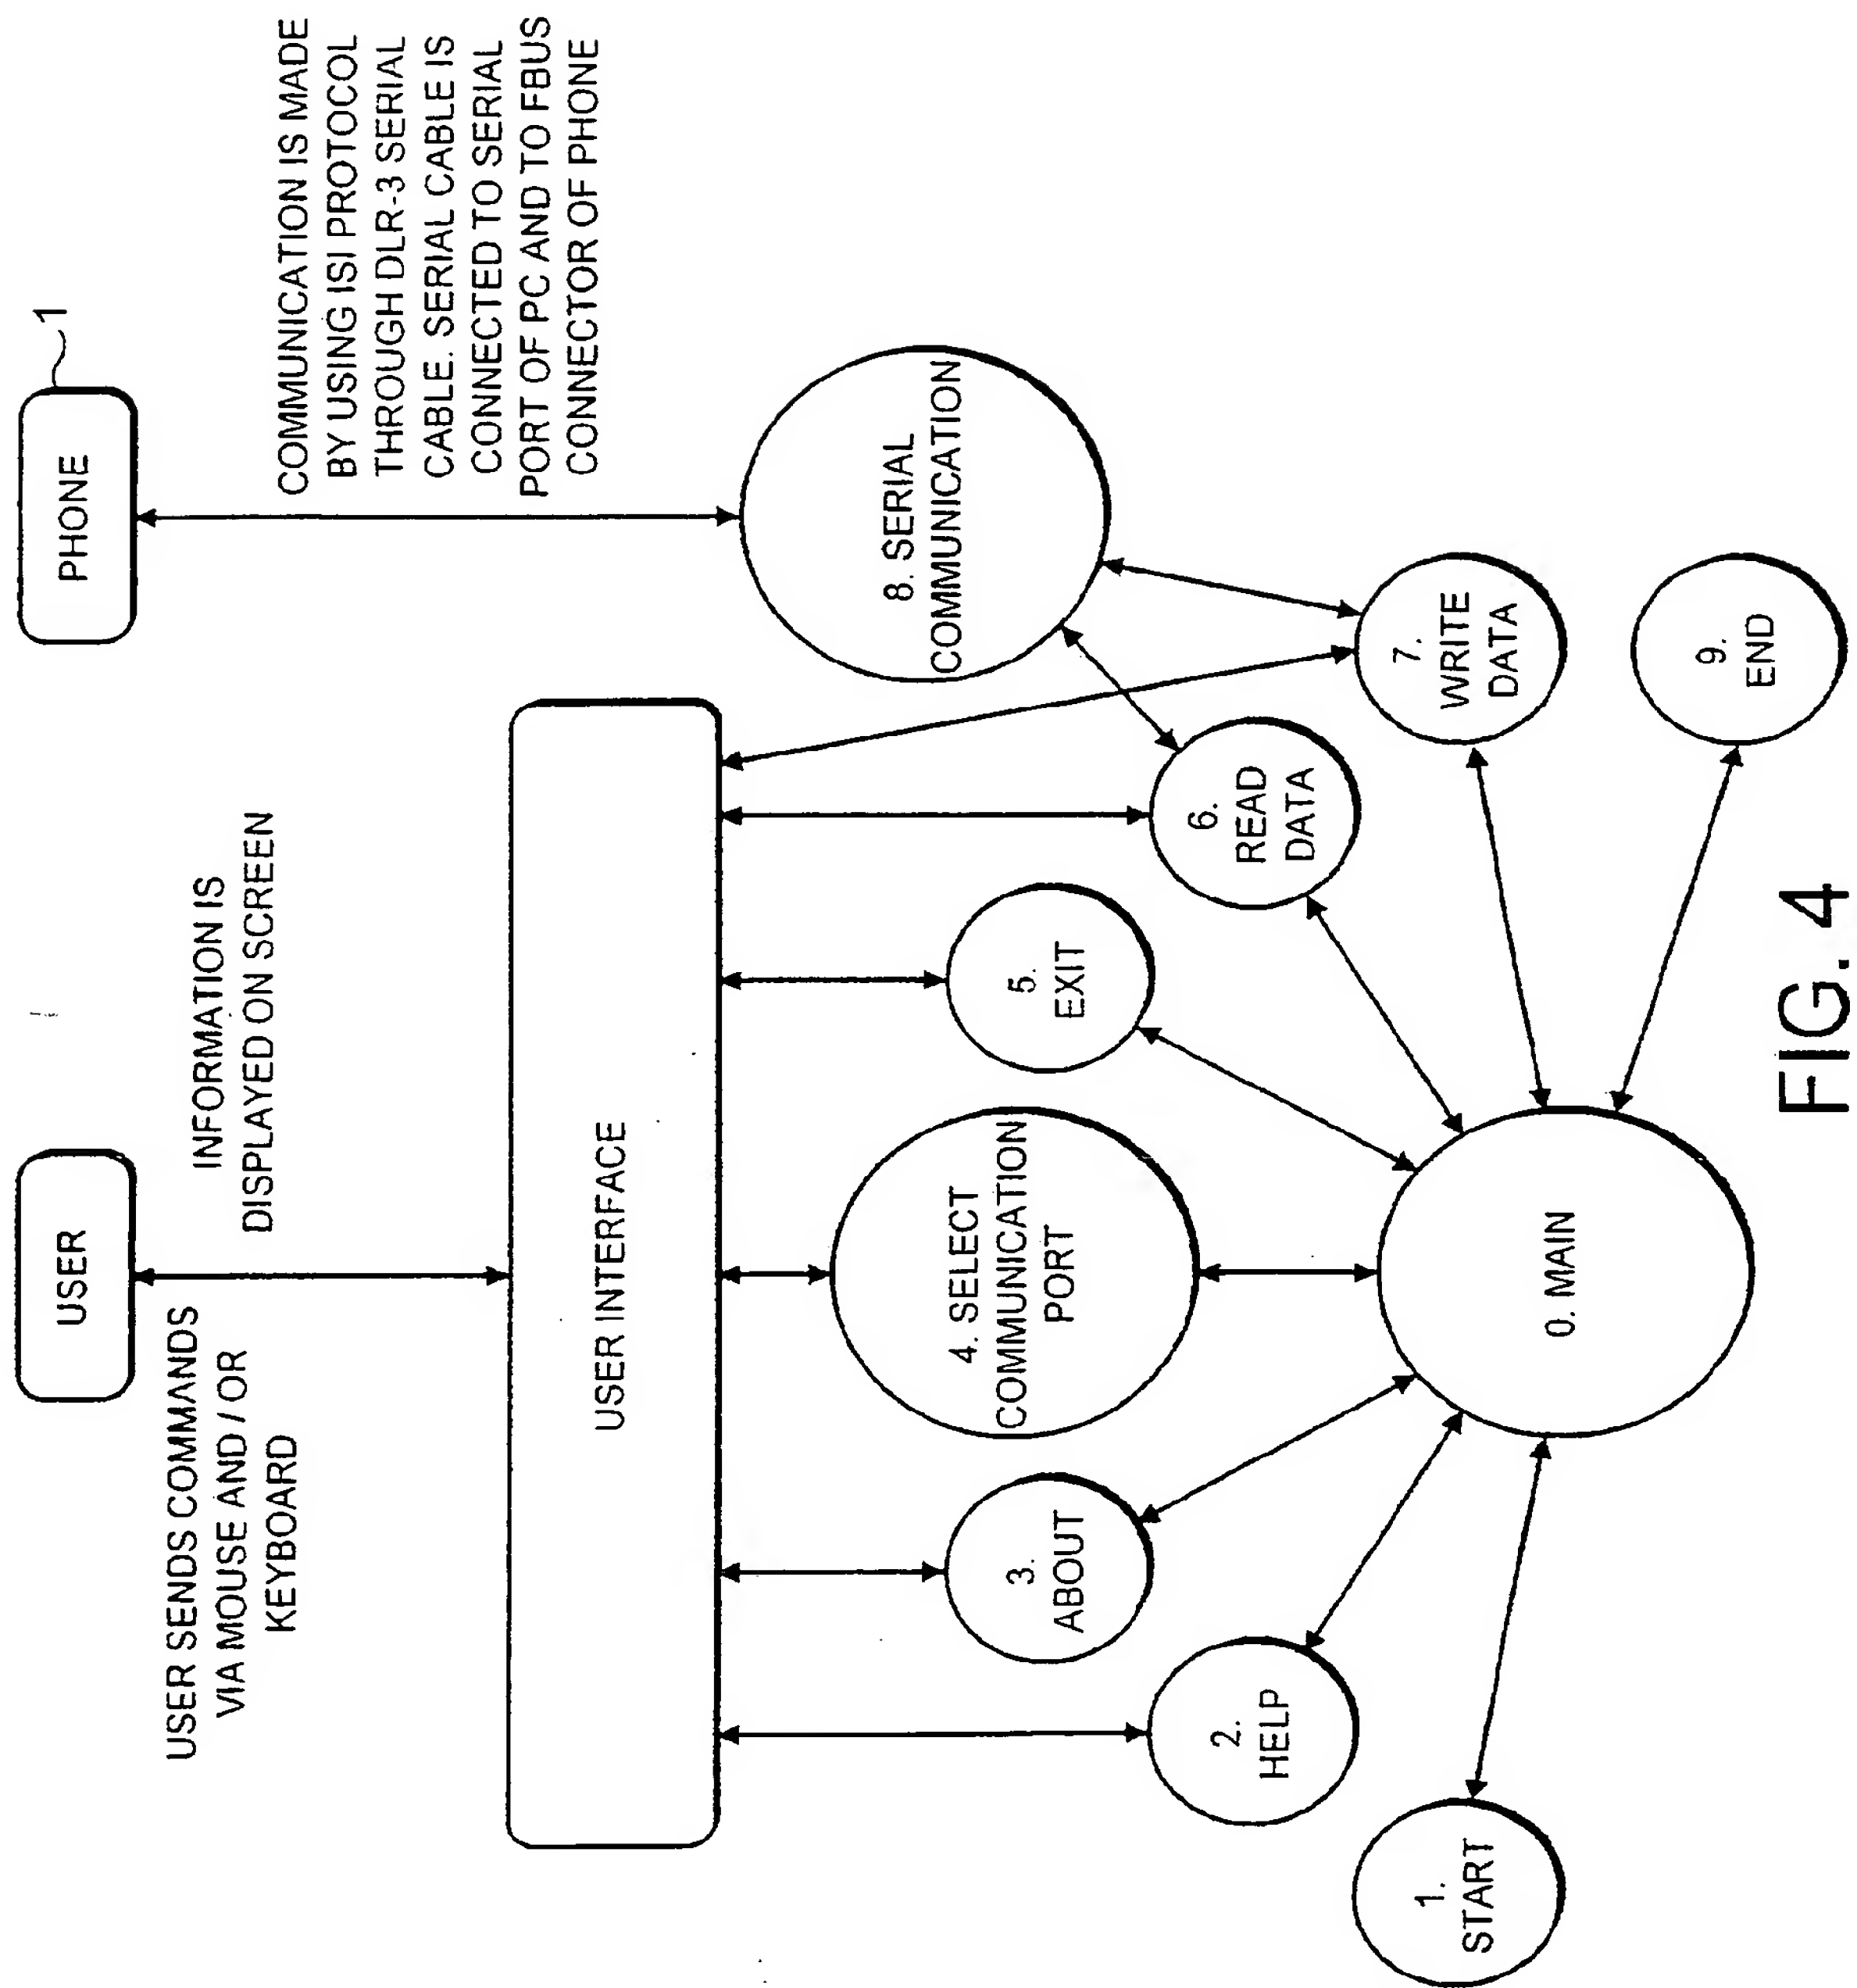 USER
PHONE
1
USER SENDS COMMANDS
VIA MOUSE AND / OR
KEYBOARD
INFORMATION IS
DISPLAYED ON SCREEN
COMMUNICATION IS MADE
BY USING ISI PROTOCOL
THROUGH DLR-3 SERIAL
CABLE. SERIAL CABLE IS
CONNECTED TO SERIAL
PORT OF PC AND TO FBUS
CONNECTOR OF PHONE
USER INTERFACE
1.
START
2.
HELP
3.
ABOUT
4. SELECT
COMMUNICATION
PORT
5.
EXIT
6.
READ
DATA
7.
WRITE
DATA
8. SERIAL
COMMUNICATION
9.
END
0. MAIN
FIG. 4